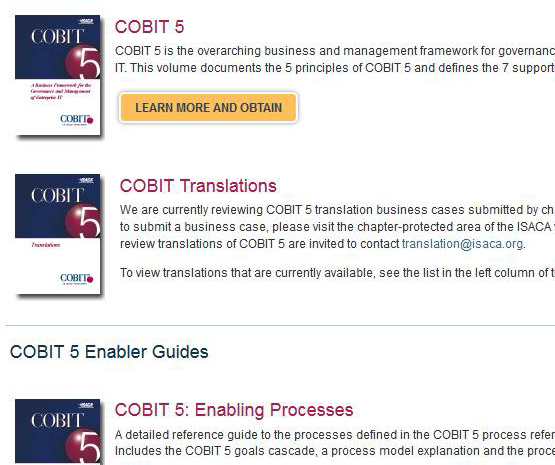 ISACA
COBIT 5
COBIT
5
A Business Framework for the
Governance and Management
of Enterprise IT
COBIT 5
COBIT 5 is the overarching business and management framework for governanc
IT. This volume documents the 5 principles of COBIT 5 and defines the 7 support
LEARN MORE AND OBTAIN
ISACA
COBIT
5
Translations
COBIT 5
COBIT Translations
We are currently reviewing COBIT 5 translation business cases submitted by ch
to submit a business case, please visit the chapter-protected area of the ISACA
review translations of COBIT 5 are invited to contact translation@isaca.org.
To view translations that are currently available, see the list in the left column of t
COBIT 5 Enabler Guides
ISACA
COBIT
5
COBIT 5: Enabling Processes
A detailed reference guide to the processes defined in the COBIT 5 process refer
Includes the COBIT 5 goals cascade, a process model explanation and the proce